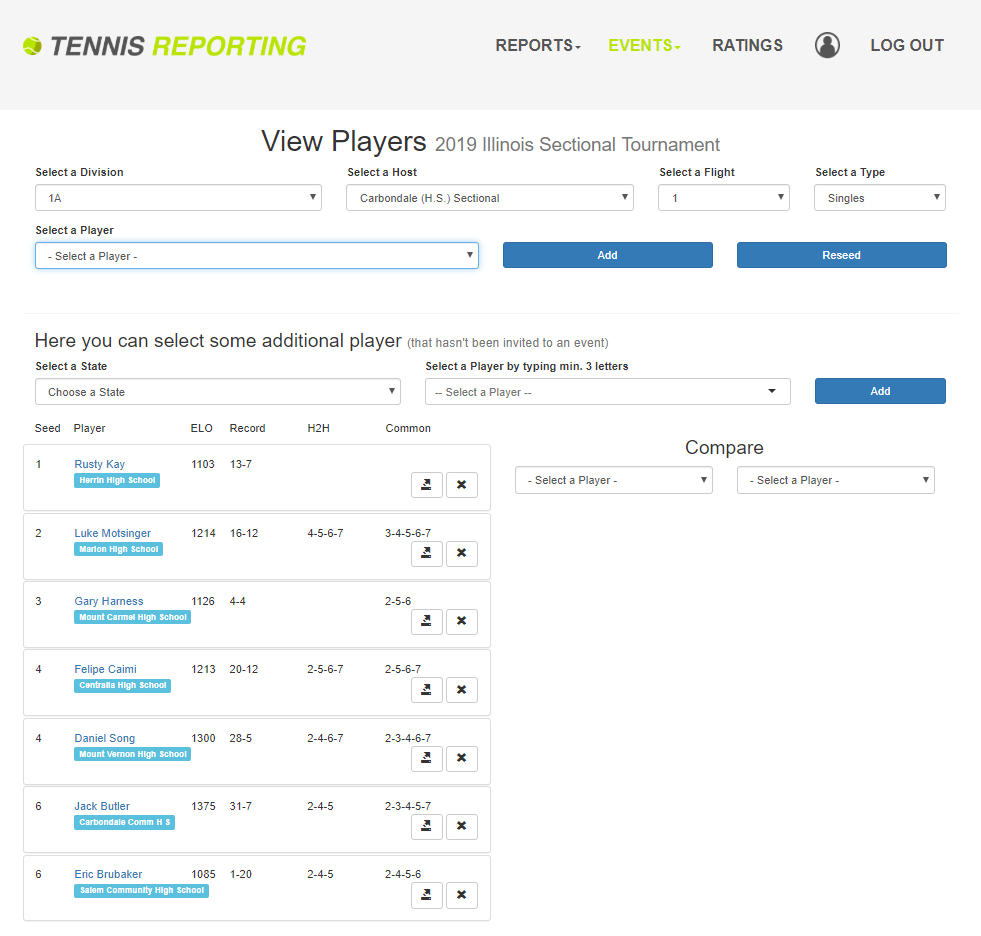 TENNIS REPORTING
REPORTS EVENTS RATINGS LOG OUT
View Players 2019 Illinois Sectional Tournament
Select a Division Select a Host Select a Flight Select a Type
1A Carbondale (H.S.) Sectional 1 Singles
Select a Player
- Select a Player - Add Reseed
Here you can select some additional player (that hasn't been invited to an event)
Select a State Select a Player by typing min. 3 letters
Choose a State -- Select a Player -- Add
Seed Player ELO Record H2H Common
Compare
- Select a Player - - Select a Player -
1 Rusty Kay 1103 13-7
Herrin High School
2 Luke Motsinger 1214 16-12 4-5-6-7 3-4-5-6-7
Marion High School
3 Gary Harness 1126 4-4 2-5-6
Mount Carmel High School
4 Felipe Caimi 1213 20-12 2-5-6-7 2-5-6-7
Centralia High School
4 Daniel Song 1300 28-5 2-4-6-7 2-3-4-6-7
Mount Vernon High School
6 Jack Butler 1375 31-7 2-4-5 2-3-4-5-7
Carbondale Comm H S
6 Eric Brubaker 1085 1-20 2-4-5 2-4-5-6
Salem Community High School